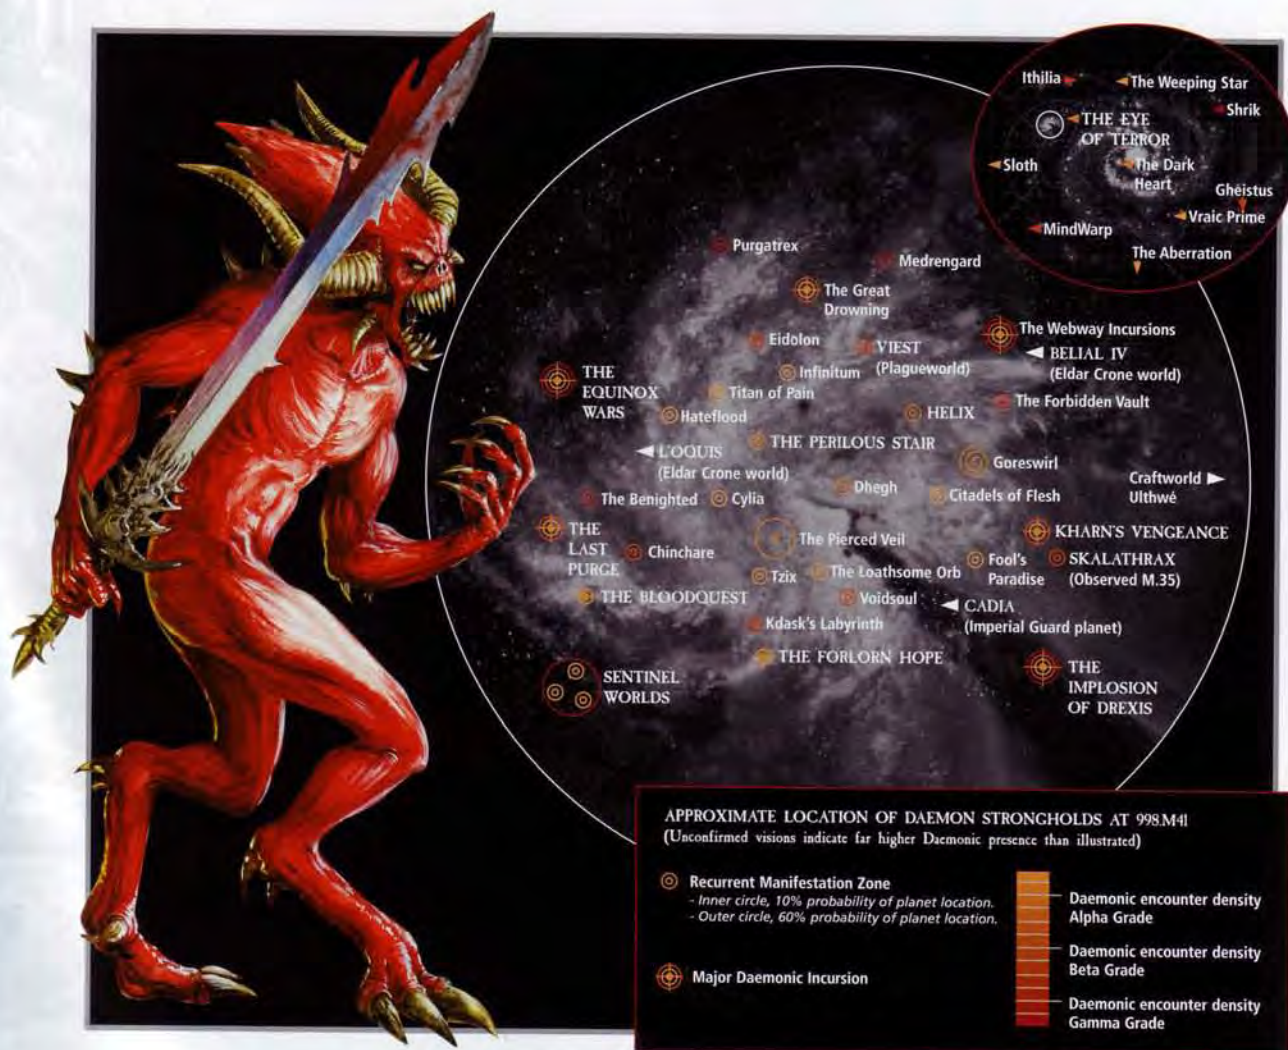 Ithilia
The Weeping Star
Shrik
THE EYE
OF TERROR
Sloth
The Dark
Heart
Gheistus
Vraic Prime
MindWarp
The Aberration
Purgatrex
Medrengard
The Great
Drowning
The Webway Incursions
Eidolon
VIEST
(Plagueworld)
BELIAL IV
(Eldar Crone world)
THE
EQUINOX
WARS
Infinitum
Titan of Pain
The Forbidden Vault
Hateflood
HELIX
THE PERILOUS STAIR
L'OQUIS
(Eldar Crone world)
Goreswirl
Craftworld
Ulthwé
The Benighted
Cylia
Dhegh
Citadels of Flesh
THE
LAST
PURGE
Chinchare
The Pierced Veil
KHARN'S VENGEANCE
Fool's
Paradise
SKALATHRAX
(Observed M.35)
Tzix
The Loathsome Orb
THE BLOODQUEST
Voidsoul
CADIA
(Imperial Guard planet)
Kdask's Labyrinth
THE FORLORN HOPE
SENTINEL
WORLDS
THE
IMPLOSION
OF DREXIS
APPROXIMATE LOCATION OF DAEMON STRONGHOLDS AT 998.M41
(Unconfirmed visions indicate far higher Daemonic presence than illustrated)
Recurrent Manifestation Zone
- Inner circle, 10% probability of planet location.
- Outer circle, 60% probability of planet location.
Major Daemonic Incursion
Daemonic encounter density
Alpha Grade
Daemonic encounter density
Beta Grade
Daemonic encounter density
Gamma Grade